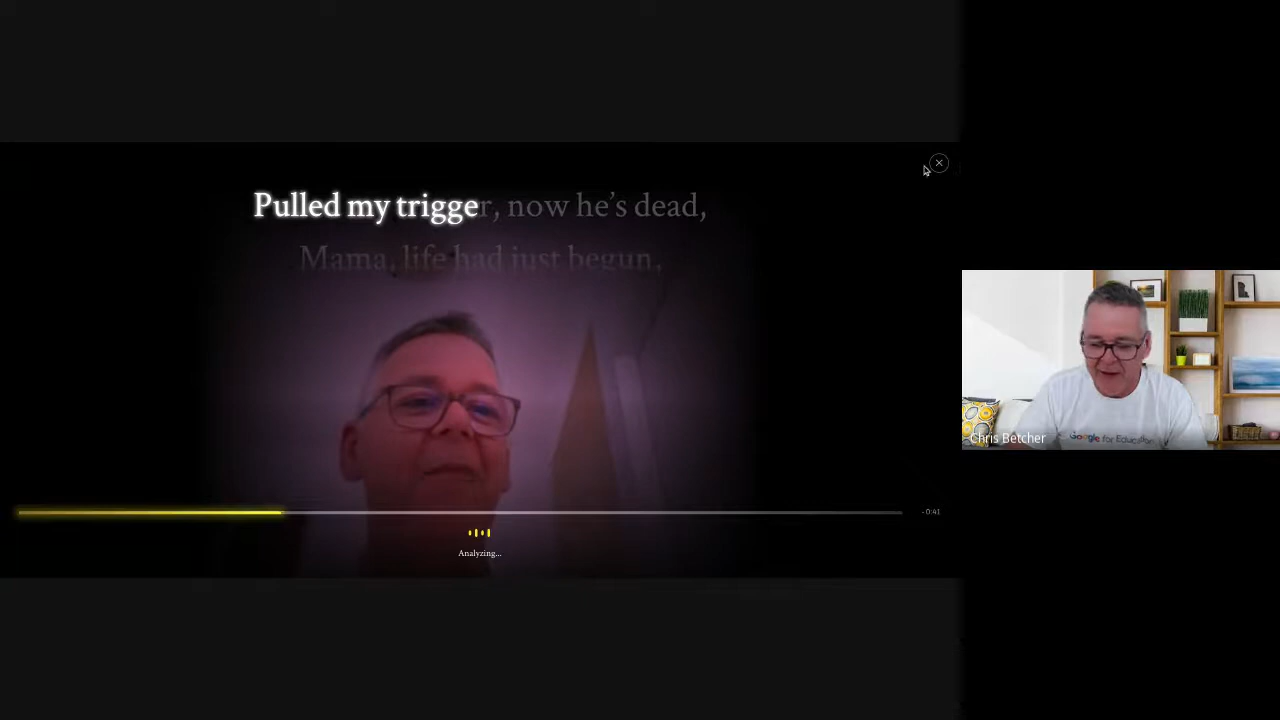 Pulled my trigger, now he's dead,
Mama, life had just begun,
- 0:41
Analyzing...
Chris Betcher
Google for Education